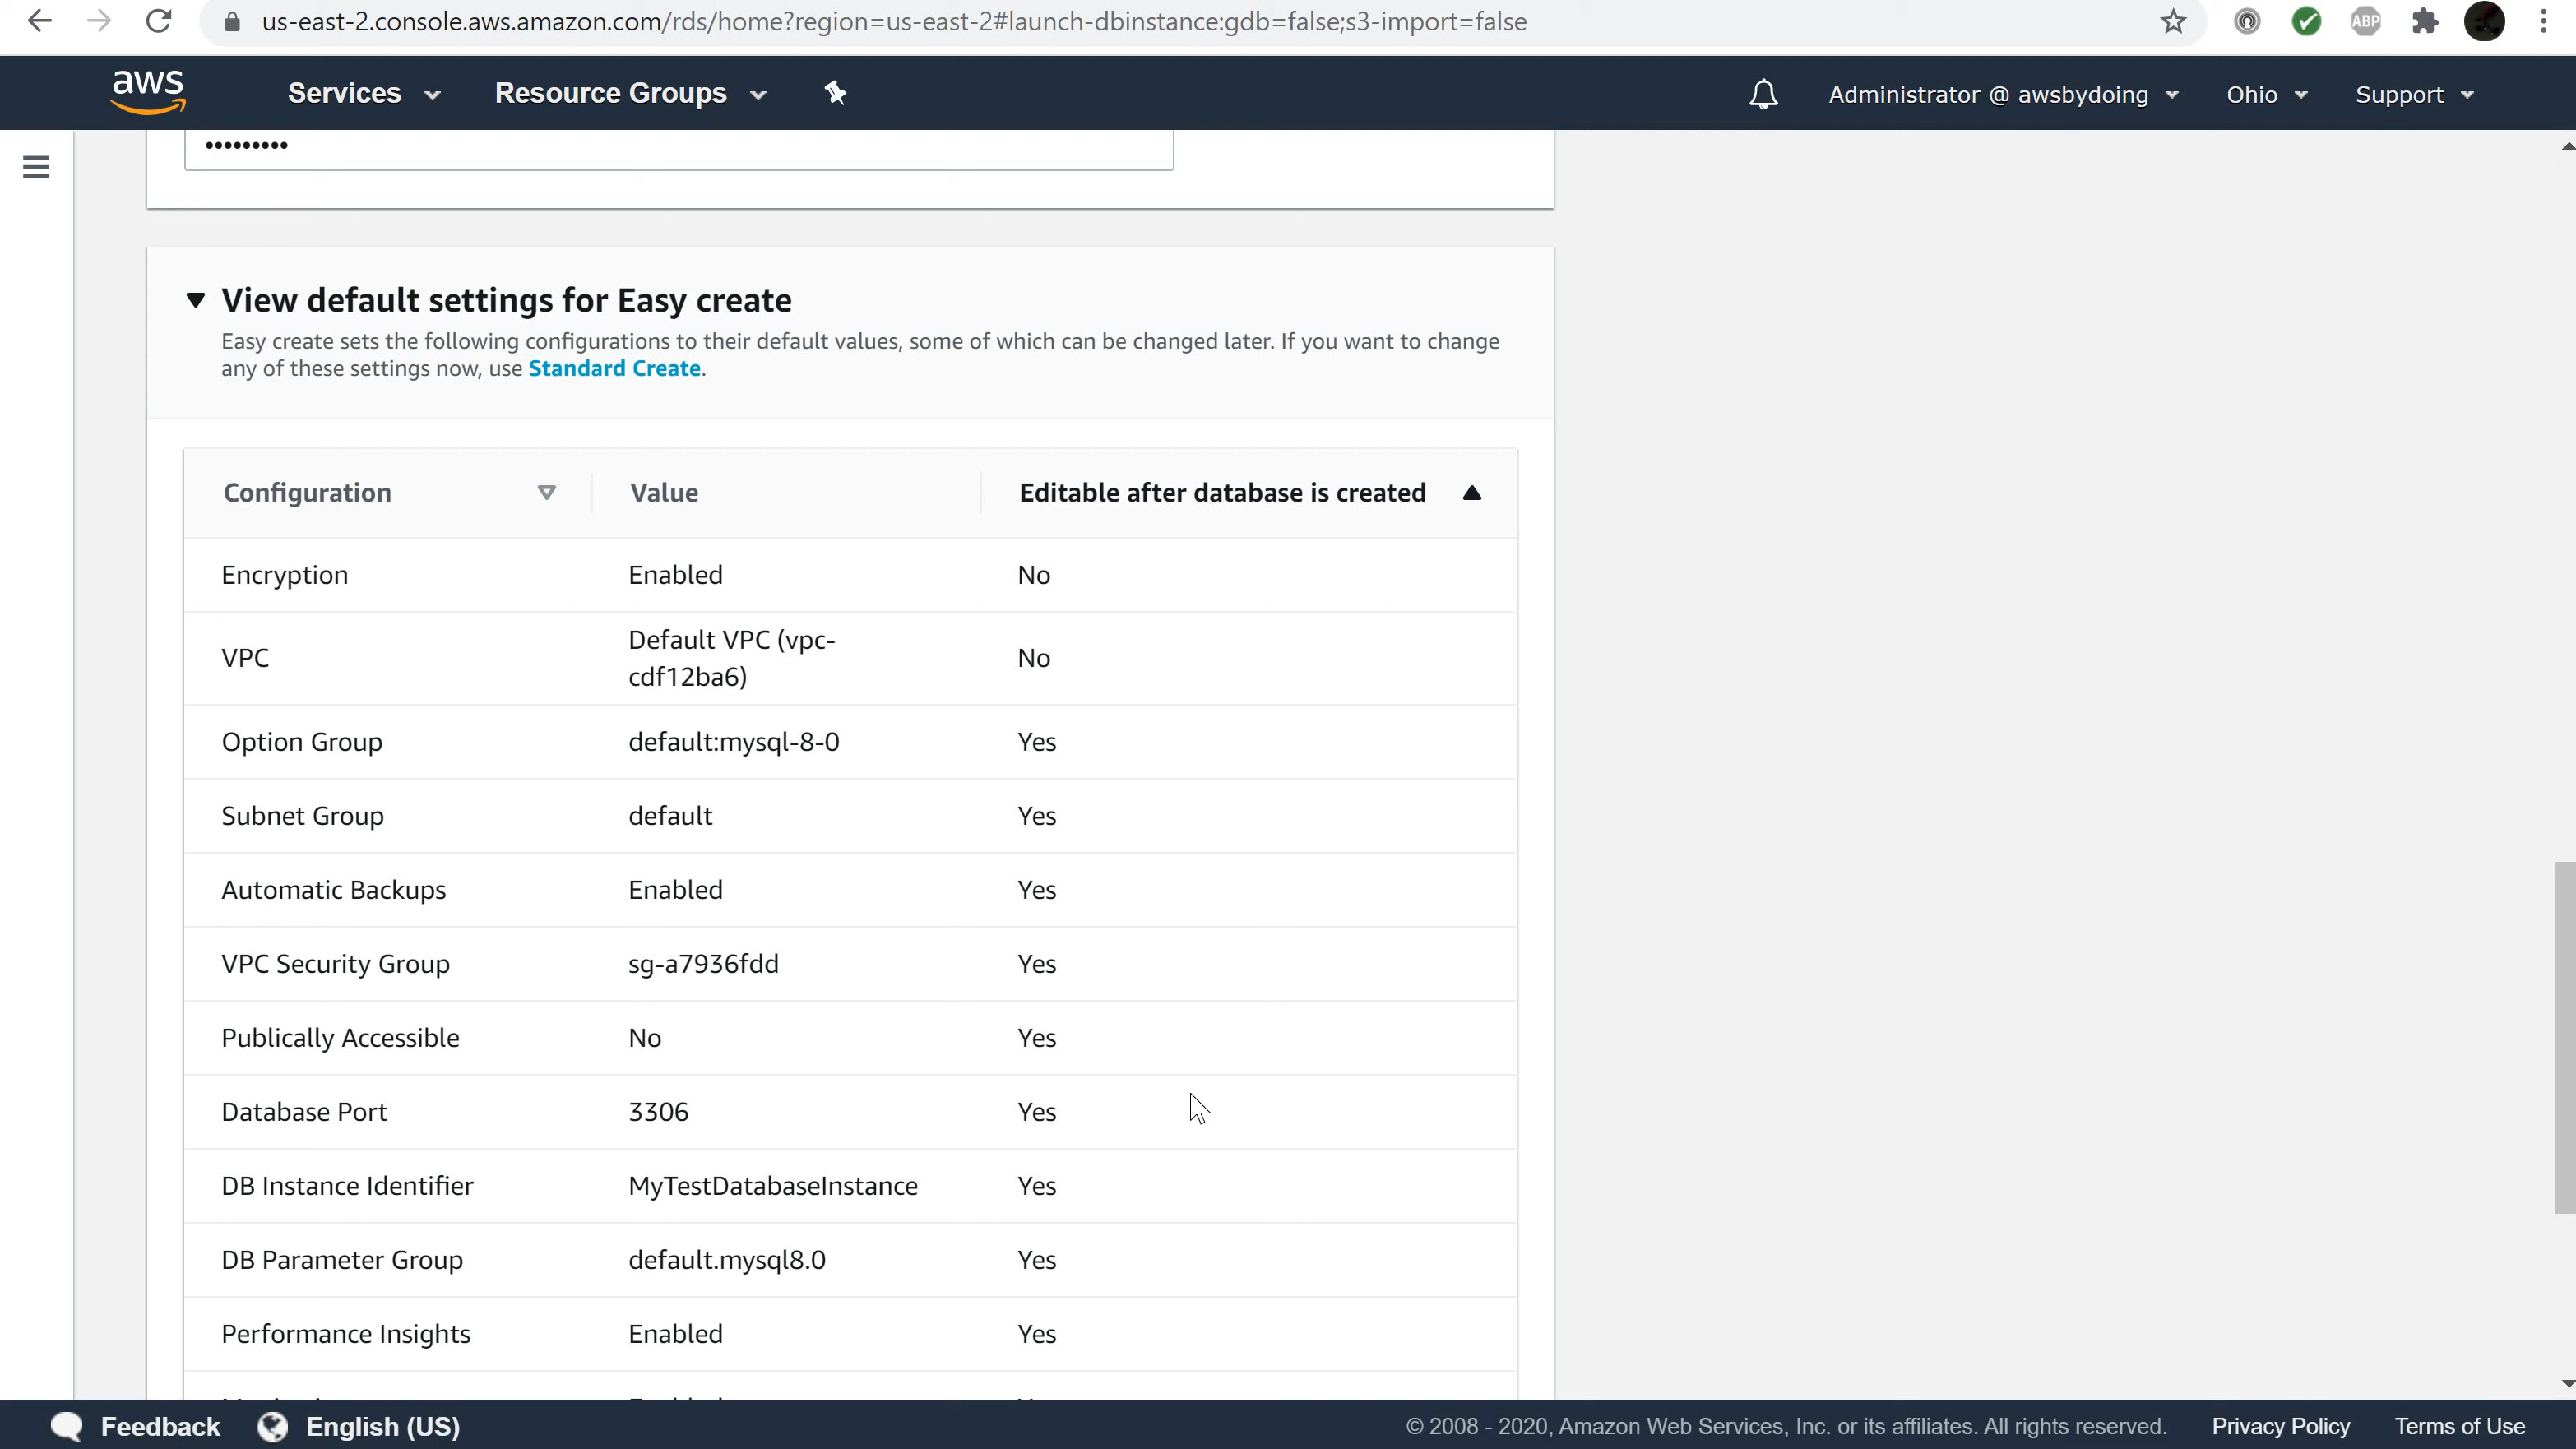 us-east-2.console.aws.amazon.com/rds/home?region=us-east-2#launch-dbinstance:gdb=false;s3-import=false
ABP
aws
Services
Resource Groups
Administrator @ awsbydoing
Ohio
Support
•••••••••
View default settings for Easy create
Easy create sets the following configurations to their default values, some of which can be changed later. If you want to change
any of these settings now, use Standard Create.
Configuration Value Editable after database is created
Encryption Enabled No
VPC Default VPC (vpc-
cdf12ba6) No
Option Group default:mysql-8-0 Yes
Subnet Group default Yes
Automatic Backups Enabled Yes
VPC Security Group sg-a7936fdd Yes
Publically Accessible No Yes
Database Port 3306 Yes
DB Instance Identifier MyTestDatabaseInstance Yes
DB Parameter Group default.mysql8.0 Yes
Performance Insights Enabled Yes
Feedback
English (US)
© 2008 - 2020, Amazon Web Services, Inc. or its affiliates. All rights reserved.
Privacy Policy
Terms of Use